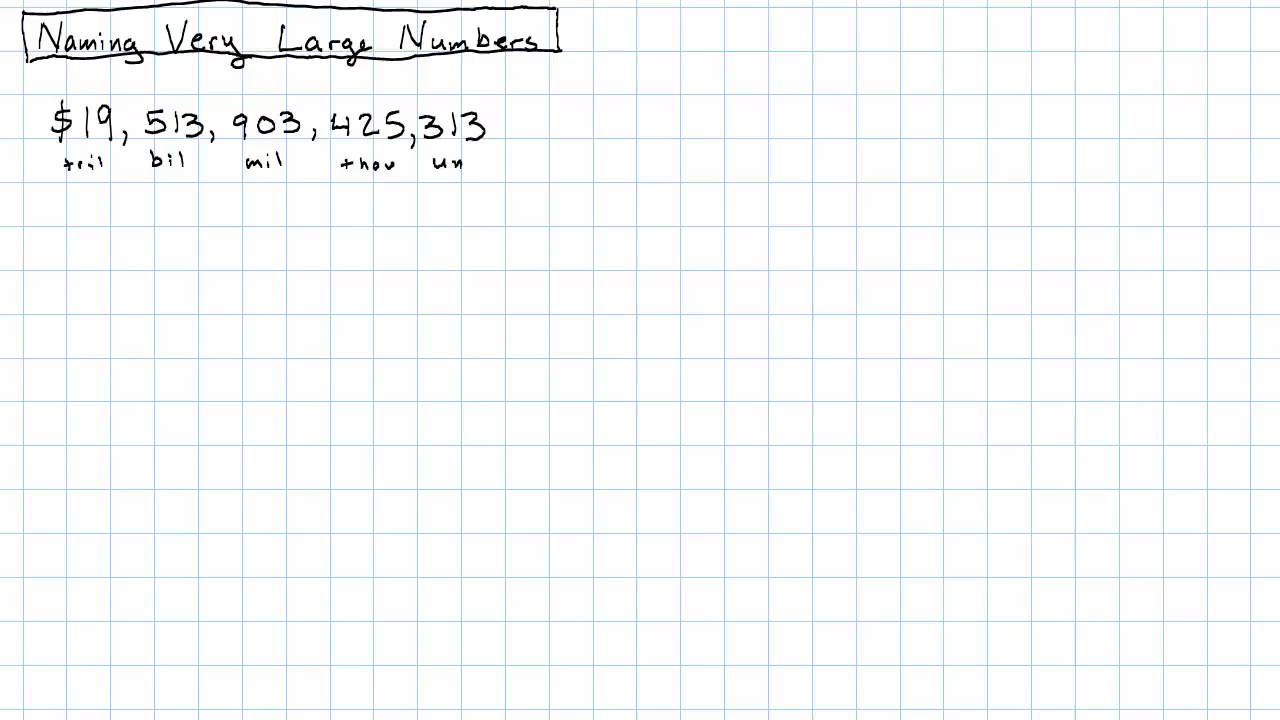 Naming Very Large Numbers
$19, 513, 903, 425, 313
tril bil mil thou un